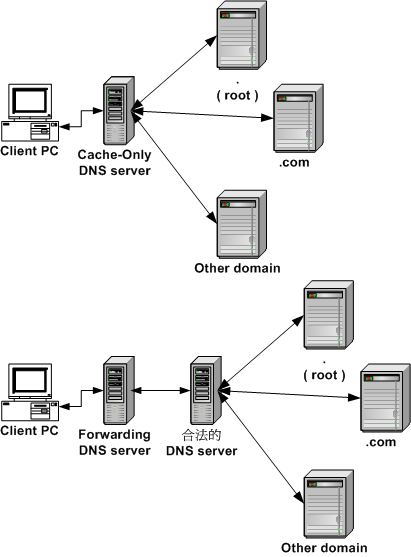 .
( root )
Client PC
Cache-Only
DNS server
.com
Other domain
.
( root )
Client PC
Forwarding
DNS server
合法的
DNS server
.com
Other domain